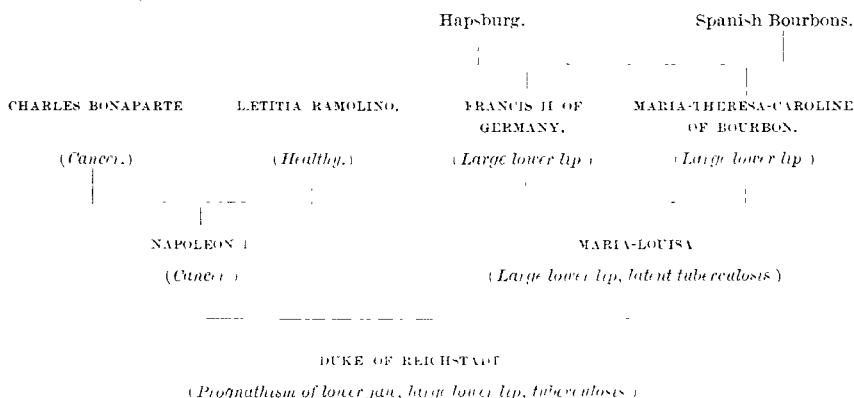 Hapsburg. Spanish Bourbons.
CHARLES BONAPARTE LÆTITIA RAMOLINO. FRANCIS II OF MARIA-THERESA-CAROLINE
GERMANY. OF BOURBON.
(Cancer.) (Healthy.) (Large lower lip) (Large lower lip)
NAPOLEON I MARIA-LOUISA
(Cancer) (Large lower lip, latent tuberculosis)
DUKE OF REICHSTADT
(Prognathism of lower jaw, large lower lip, tuberculosis)